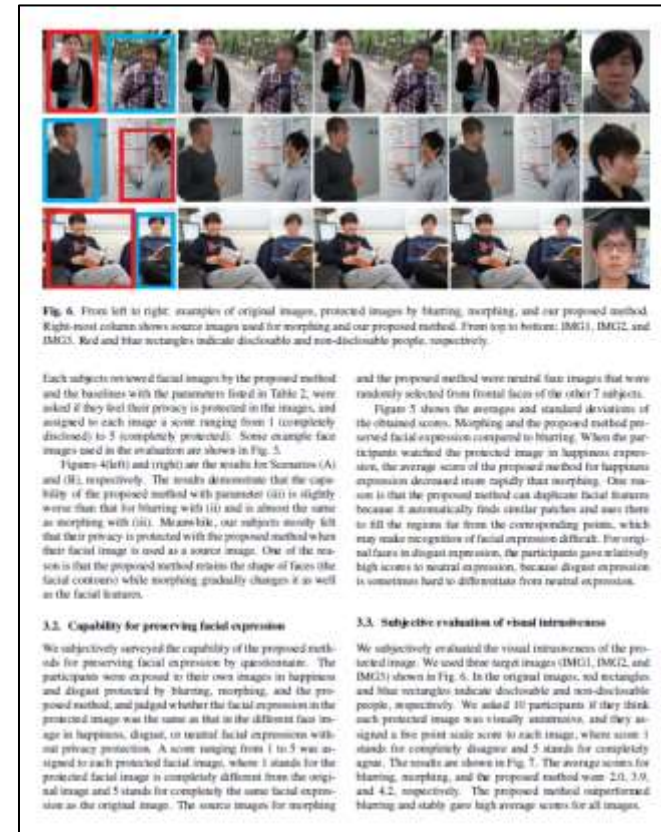 Fig. 6. From left to right: examples of original images, protected images by blurring, morphing, and our proposed method.
Right-most column shows source images used for morphing and our proposed method. From top to bottom: IMG1, IMG2, and
IMG3. Red and blue rectangles indicate disclosable and non-disclosable people, respectively.
Each subjects reviewed facial images by the proposed method
and the baselines with the parameters listed in Table 2, were
asked if they feel their privacy is protected in the images, and
assigned to each image a score ranging from 1 (completely
disclosed) to 5 (completely protected). Some example face
images used in the evaluation are shown in Fig. 3.
Figures 4(left) and (right) are the results for Scenarios (A)
and (B), respectively. The results demonstrate that the capa-
bility of the proposed method with parameter (iii) is slightly
worse than that for blurring with (ii) and is almost the same
as morphing with (iii). Meanwhile, our subjects mostly felt
that their privacy is protected with the proposed method when
their facial image is used as a source image. One of the rea-
son is that the proposed method retains the shape of faces (the
facial contours) while morphing gradually changes it as well
as the facial features.
3.2. Capability for preserving facial expression
We subjectively surveyed the capability of the proposed meth-
ods for preserving facial expression by questionnaire. The
participants were exposed to their own images in happiness
and disgust protected by blurring, morphing, and the pro-
posed method, and judged whether the facial expression in the
protected image was the same as that in the different face im-
age in happiness, disgust, or neutral facial expressions with-
out privacy protection. A score ranging from 1 to 5 was as-
signed to each protected facial image, where 1 stands for the
protected facial image is completely different from the origi-
nal image and 5 stands for completely the same facial expres-
sion as the original image. The source images for morphing
and the proposed method were neutral face images that were
randomly selected from frontal faces of the other 7 subjects.
Figure 5 shows the averages and standard deviations of
the obtained scores. Morphing and the proposed method pre-
served facial expression compared to blurring. When the par-
ticipants watched the protected image in happiness expres-
sion, the average score of the proposed method for happiness
expression decreased more rapidly than morphing. One rea-
son is that the proposed method can duplicate facial features
because it automatically finds similar patches and uses them
to fill the regions far from the corresponding points, which
may make recognition of facial expression difficult. For origi-
nal faces in disgust expression, the participants gave relatively
high scores to neutral expression, because disgust expression
is sometimes hard to differentiate from neutral expression.
3.3. Subjective evaluation of visual intrusiveness
We subjectively evaluated the visual intrusiveness of the pro-
tected image. We used three target images (IMG1, IMG2, and
IMG3) shown in Fig. 6. In the original images, red rectangles
and blue rectangles indicate disclosable and non-disclosable
people, respectively. We asked 10 participants if they think
each protected image was visually unintrusive, and they as-
signed a five point scale score to each image, where score 1
stands for completely disagree and 5 stands for completely
agree. The results are shown in Fig. 7. The average scores for
blurring, morphing, and the proposed method were 2.0, 3.9,
and 4.2, respectively. The proposed method outperformed
blurring and stably gave high average scores for all images.